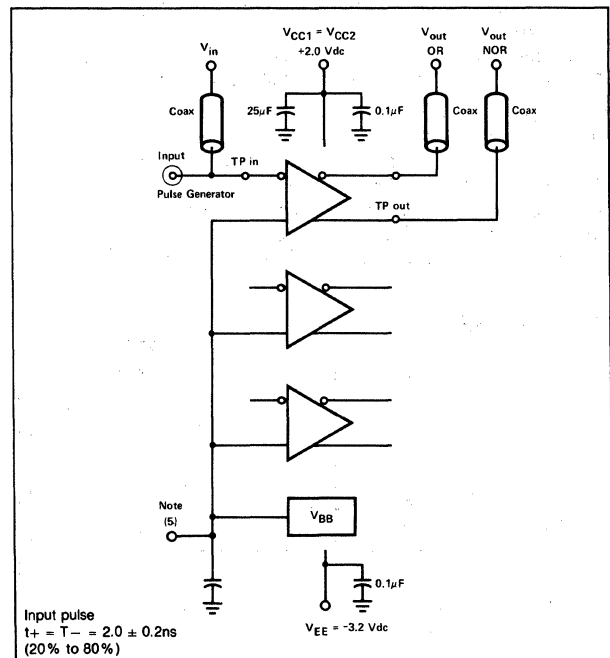 V_in
V_CC1 = V_CC2
+2.0 Vdc
V_out
OR
V_out
NOR
Coax
25μF
0.1μF
Coax
Coax
Input
TP in
Pulse Generator
TP out
Note
(5)
V_BB
0.1μF
V_EE = -3.2 Vdc
Input pulse
t+ = T- = 2.0 ± 0.2ns
(20% to 80%)